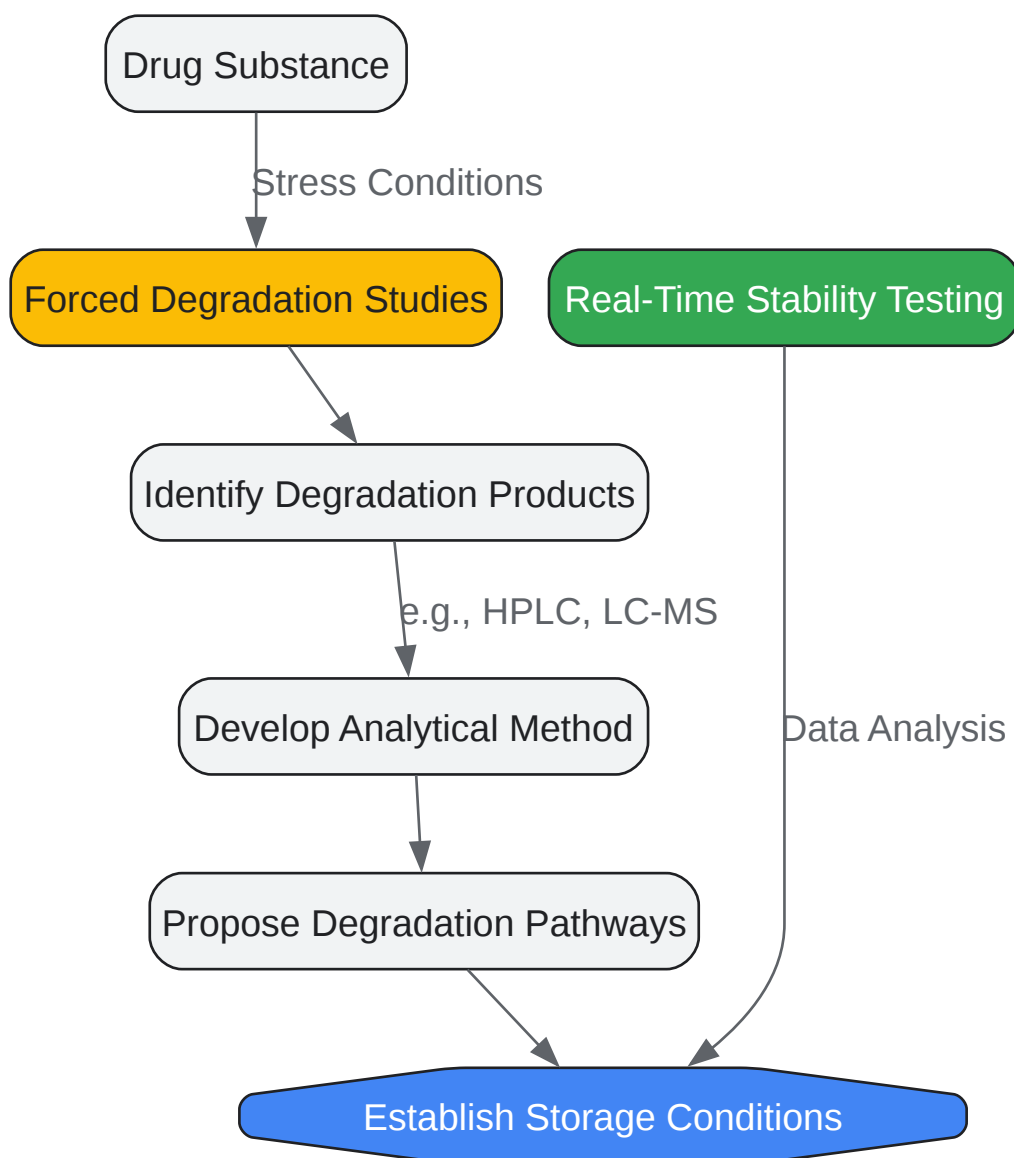 Drug Substance
Stress Conditions
Forced Degradation Studies
Real-Time Stability Testing
Identify Degradation Products
e.g., HPLC, LC-MS
Develop Analytical Method
Data Analysis
Propose Degradation Pathways
Establish Storage Conditions